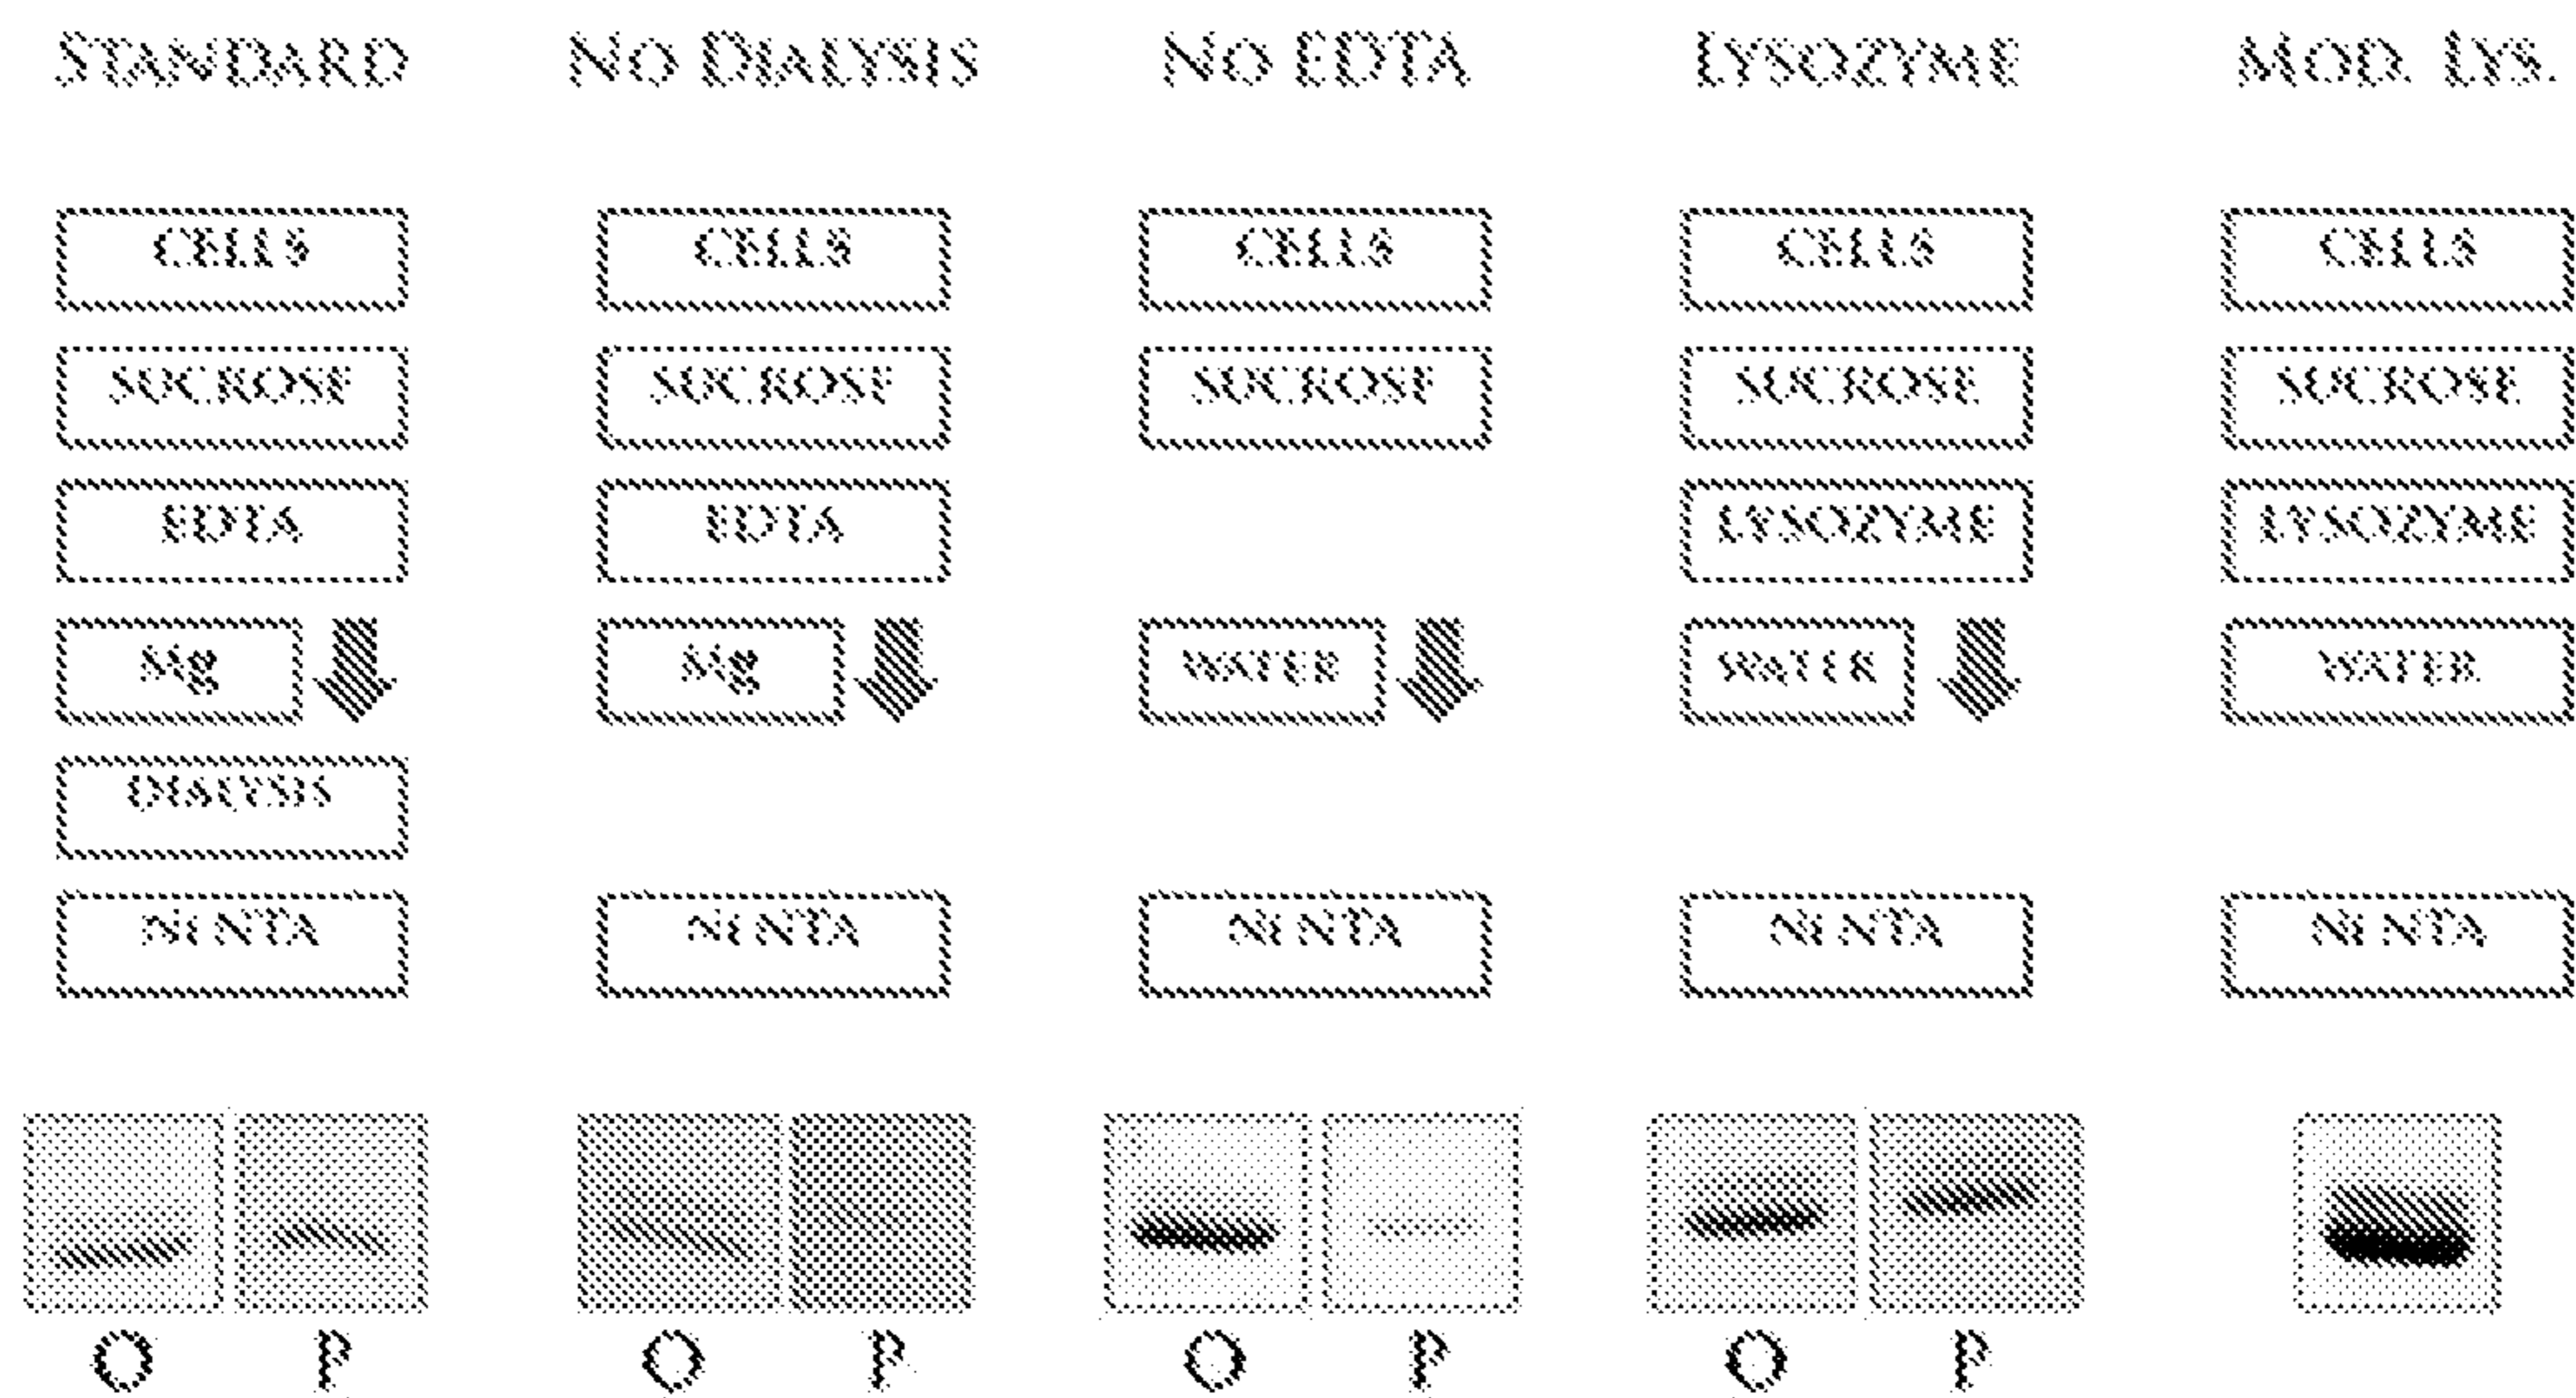 STANDARD NO DIALYSIS NO EDTA LYSOZYME MOD. LYS.
CELLS CELLS CELLS CELLS CELLS
SUCROSE SUCROSE SUCROSE SUCROSE SUCROSE
EDTA EDTA LYSOZYME LYSOZYME
Mg Mg WATER WATER WATER
DIALYSIS
Ni NTA Ni NTA Ni NTA Ni NTA Ni NTA
O P O P O P O P